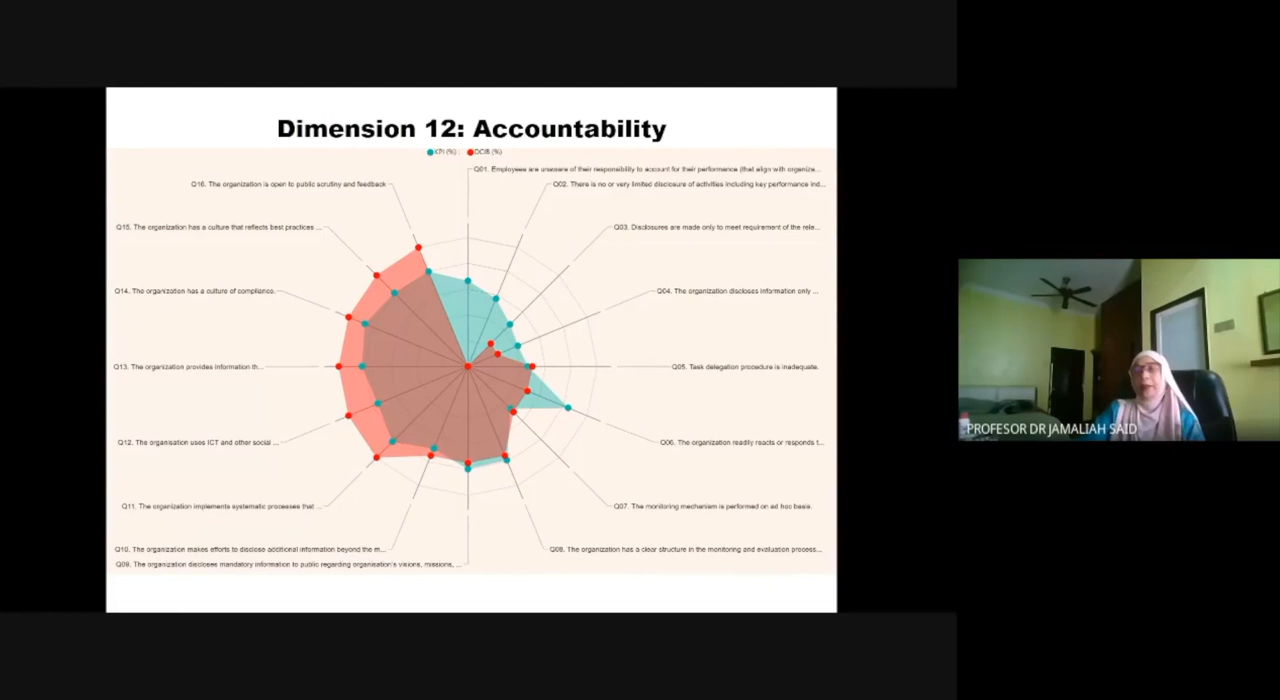 Dimension 12: Accountability
KPI (%)
OOB (%)
Q01. Employees are unaware of their responsibility to account for their performance (that align with organiza...
Q16. The organization is open to public scrutiny and feedback
Q02. There is no or very limited disclosure of activities including key performance ind...
Q15. The organization has a culture that reflects best practices ...
Q03. Disclosures are made only to meet requirement of the rele...
Q14. The organization has a culture of compliance.
Q04. The organization discloses information only ...
Q13. The organization provides information th...
Q05. Task delegation procedure is inadequate.
Q12. The organisation uses ICT and other social ...
Q06. The organization readily reacts or responds t...
PROFESOR DR JAMALIAH SAID
Q11. The organization implements systematic processes that ...
Q07. The monitoring mechanism is performed on ad hoc basis.
Q10. The organization makes efforts to disclose additional information beyond the m...
Q08. The organization has a clear structure in the monitoring and evaluation process...
Q09. The organization discloses mandatory information to public regarding organisation's visions, missions, ...